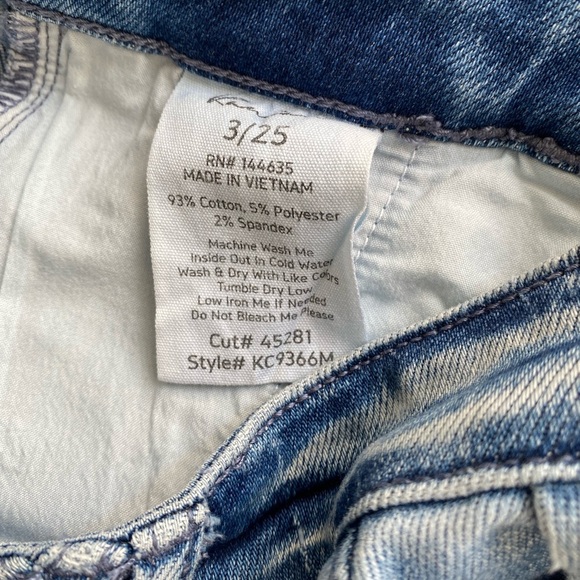 3/25
RN# 144635
MADE IN VIETNAM
93% Cotton, 5% Polyester
2% Spandex
Machine Wash Me
Inside Out In Cold Water
Wash & Dry With Like Colors
Tumble Dry Low
Low Iron Me If Needed
Do Not Bleach Me Please
Cut# 45281
Style# KC9366M